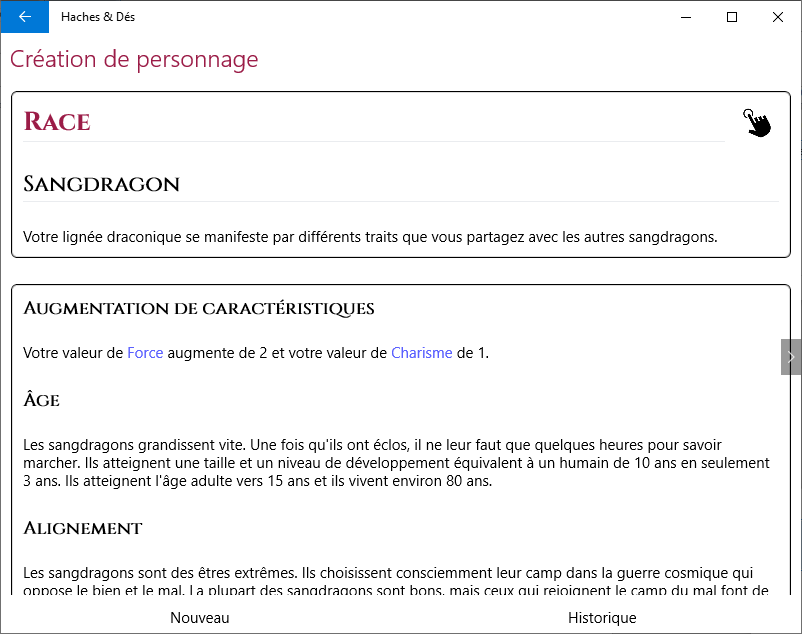 Haches & Dés
Création de personnage
Race
Sangdragon
Votre lignée draconique se manifeste par différents traits que vous partagez avec les autres sangdragons.
Augmentation de caractéristiques
Votre valeur de Force augmente de 2 et votre valeur de Charisme de 1.
Âge
Les sangdragons grandissent vite. Une fois qu'ils ont éclos, il ne leur faut que quelques heures pour savoir
marcher. Ils atteignent une taille et un niveau de développement équivalent à un humain de 10 ans en seulement
3 ans. Ils atteignent l'âge adulte vers 15 ans et ils vivent environ 80 ans.
Alignement
Les sangdragons sont des êtres extrêmes. Ils choisissent consciemment leur camp dans la guerre cosmique qui
oppose le bien et le mal. La plupart des sangdragons sont bons, mais ceux qui rejoignent le camp du mal font de
Nouveau
Historique